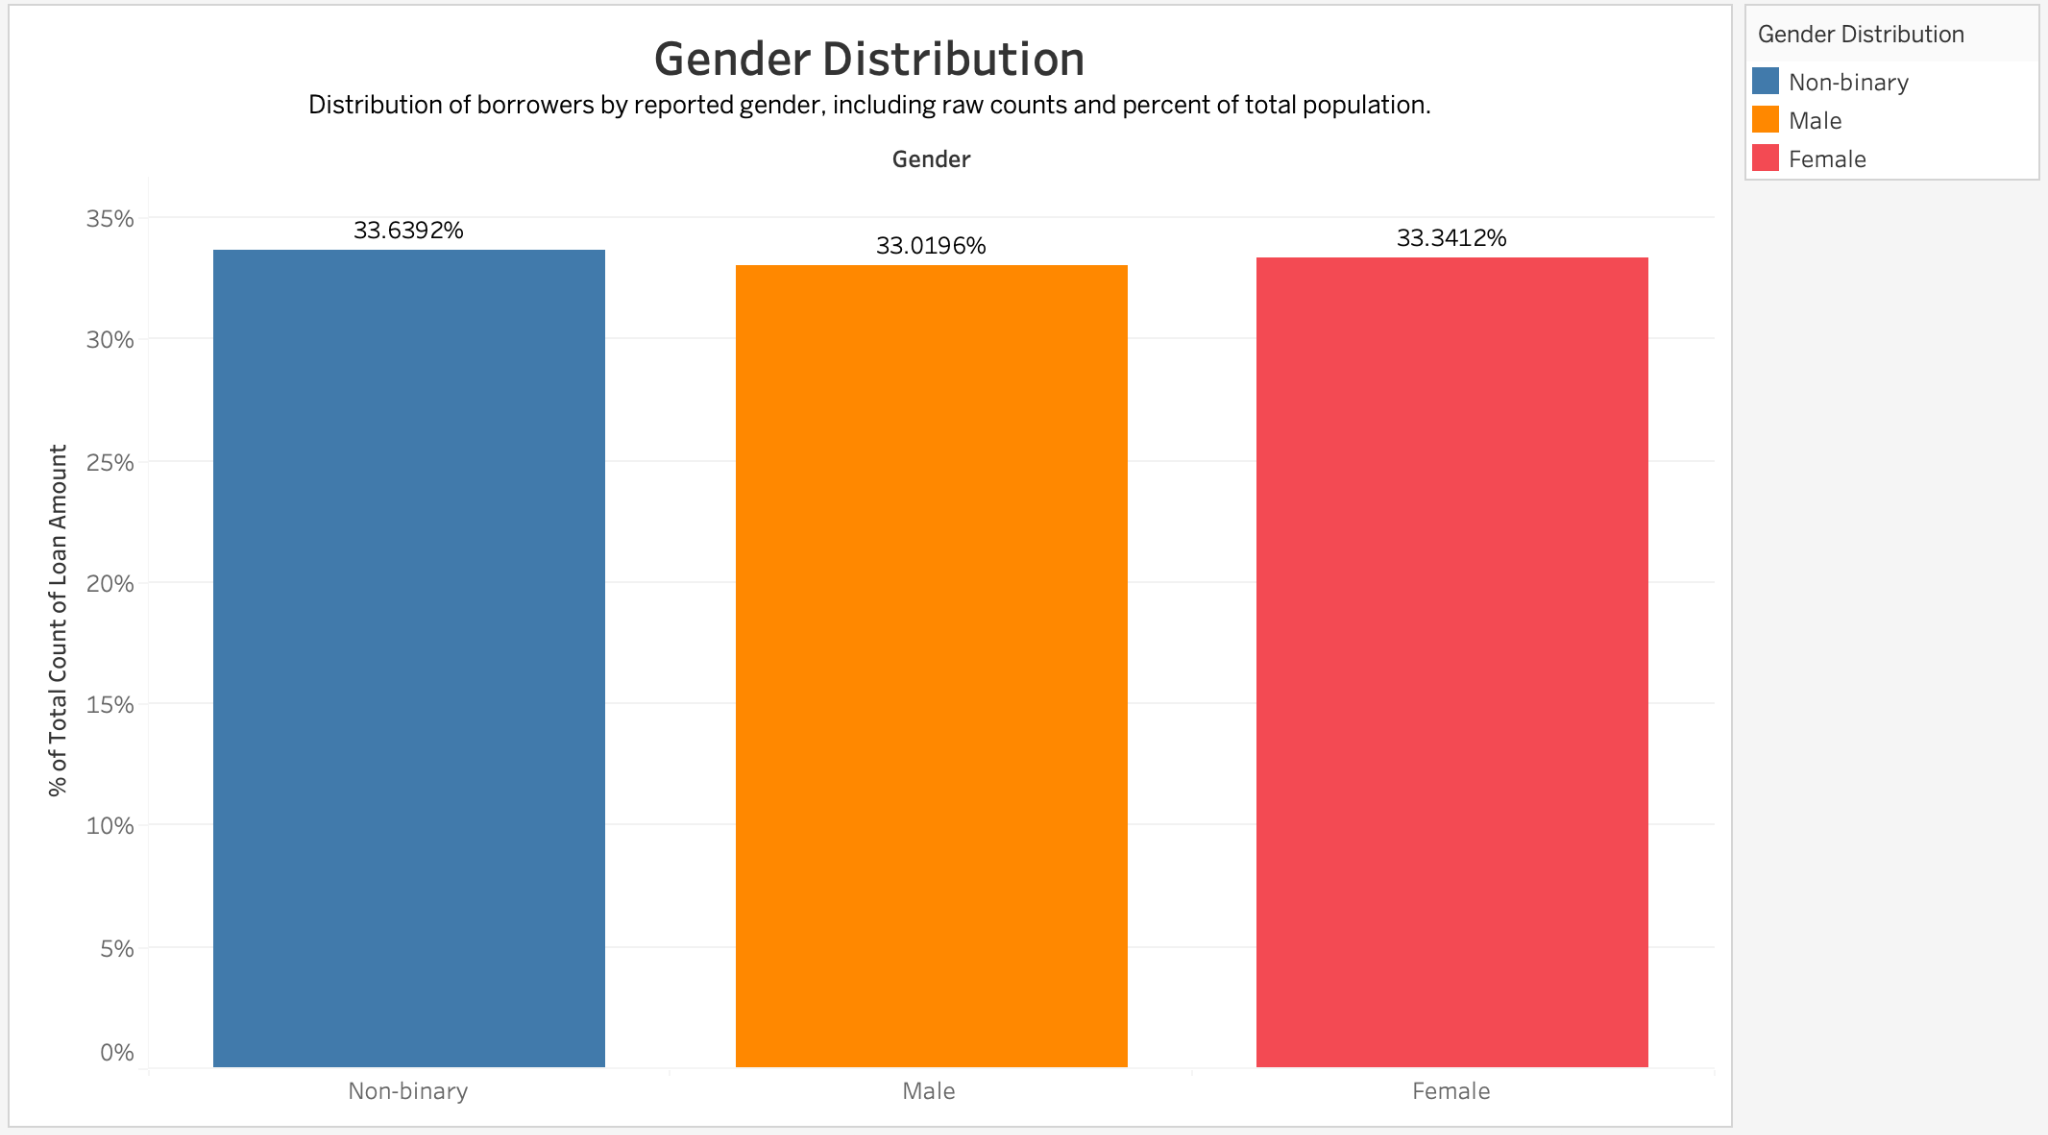 Gender Distribution
Distribution of borrowers by reported gender, including raw counts and percent of total population.
Gender
% of Total Count of Loan Amount
35%
30%
25%
20%
15%
10%
5%
0%
33.6392%
33.0196%
33.3412%
Non-binary
Male
Female
Gender Distribution
Non-binary
Male
Female